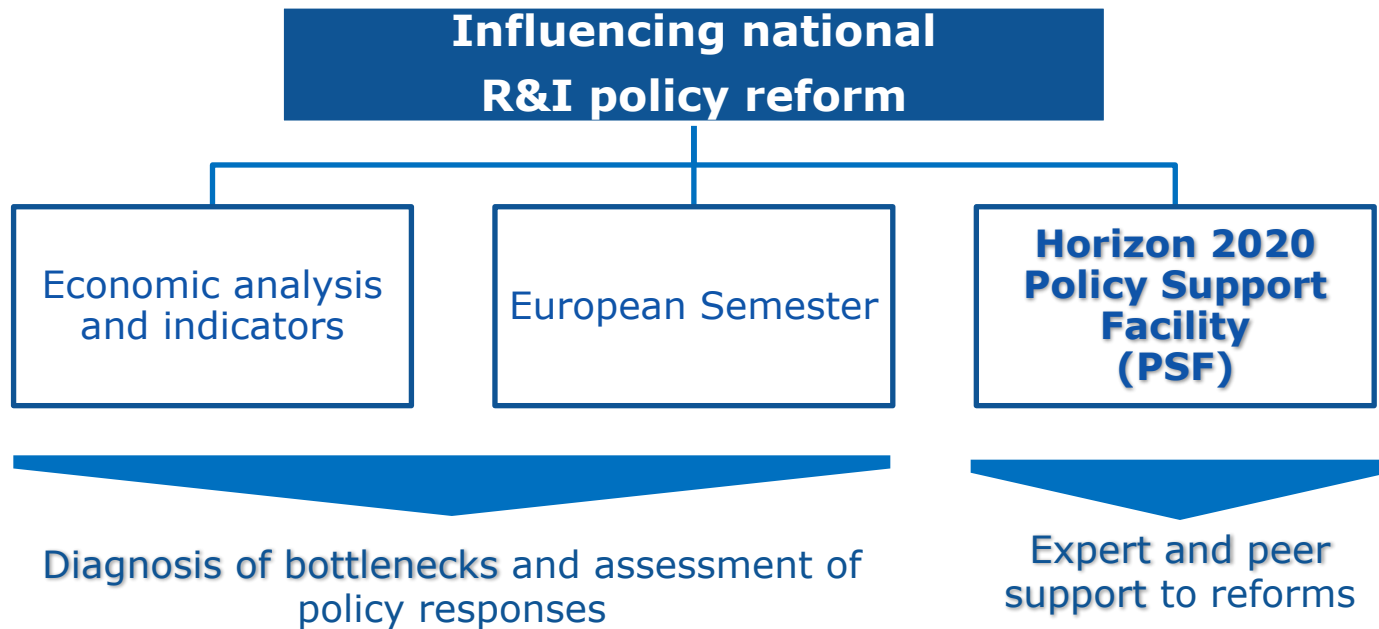 Influencing national
R&I policy reform
Economic analysis
and indicators
European Semester
Horizon 2020
Policy Support
Facility
(PSF)
Diagnosis of bottlenecks and assessment of
policy responses
Expert and peer
support to reforms